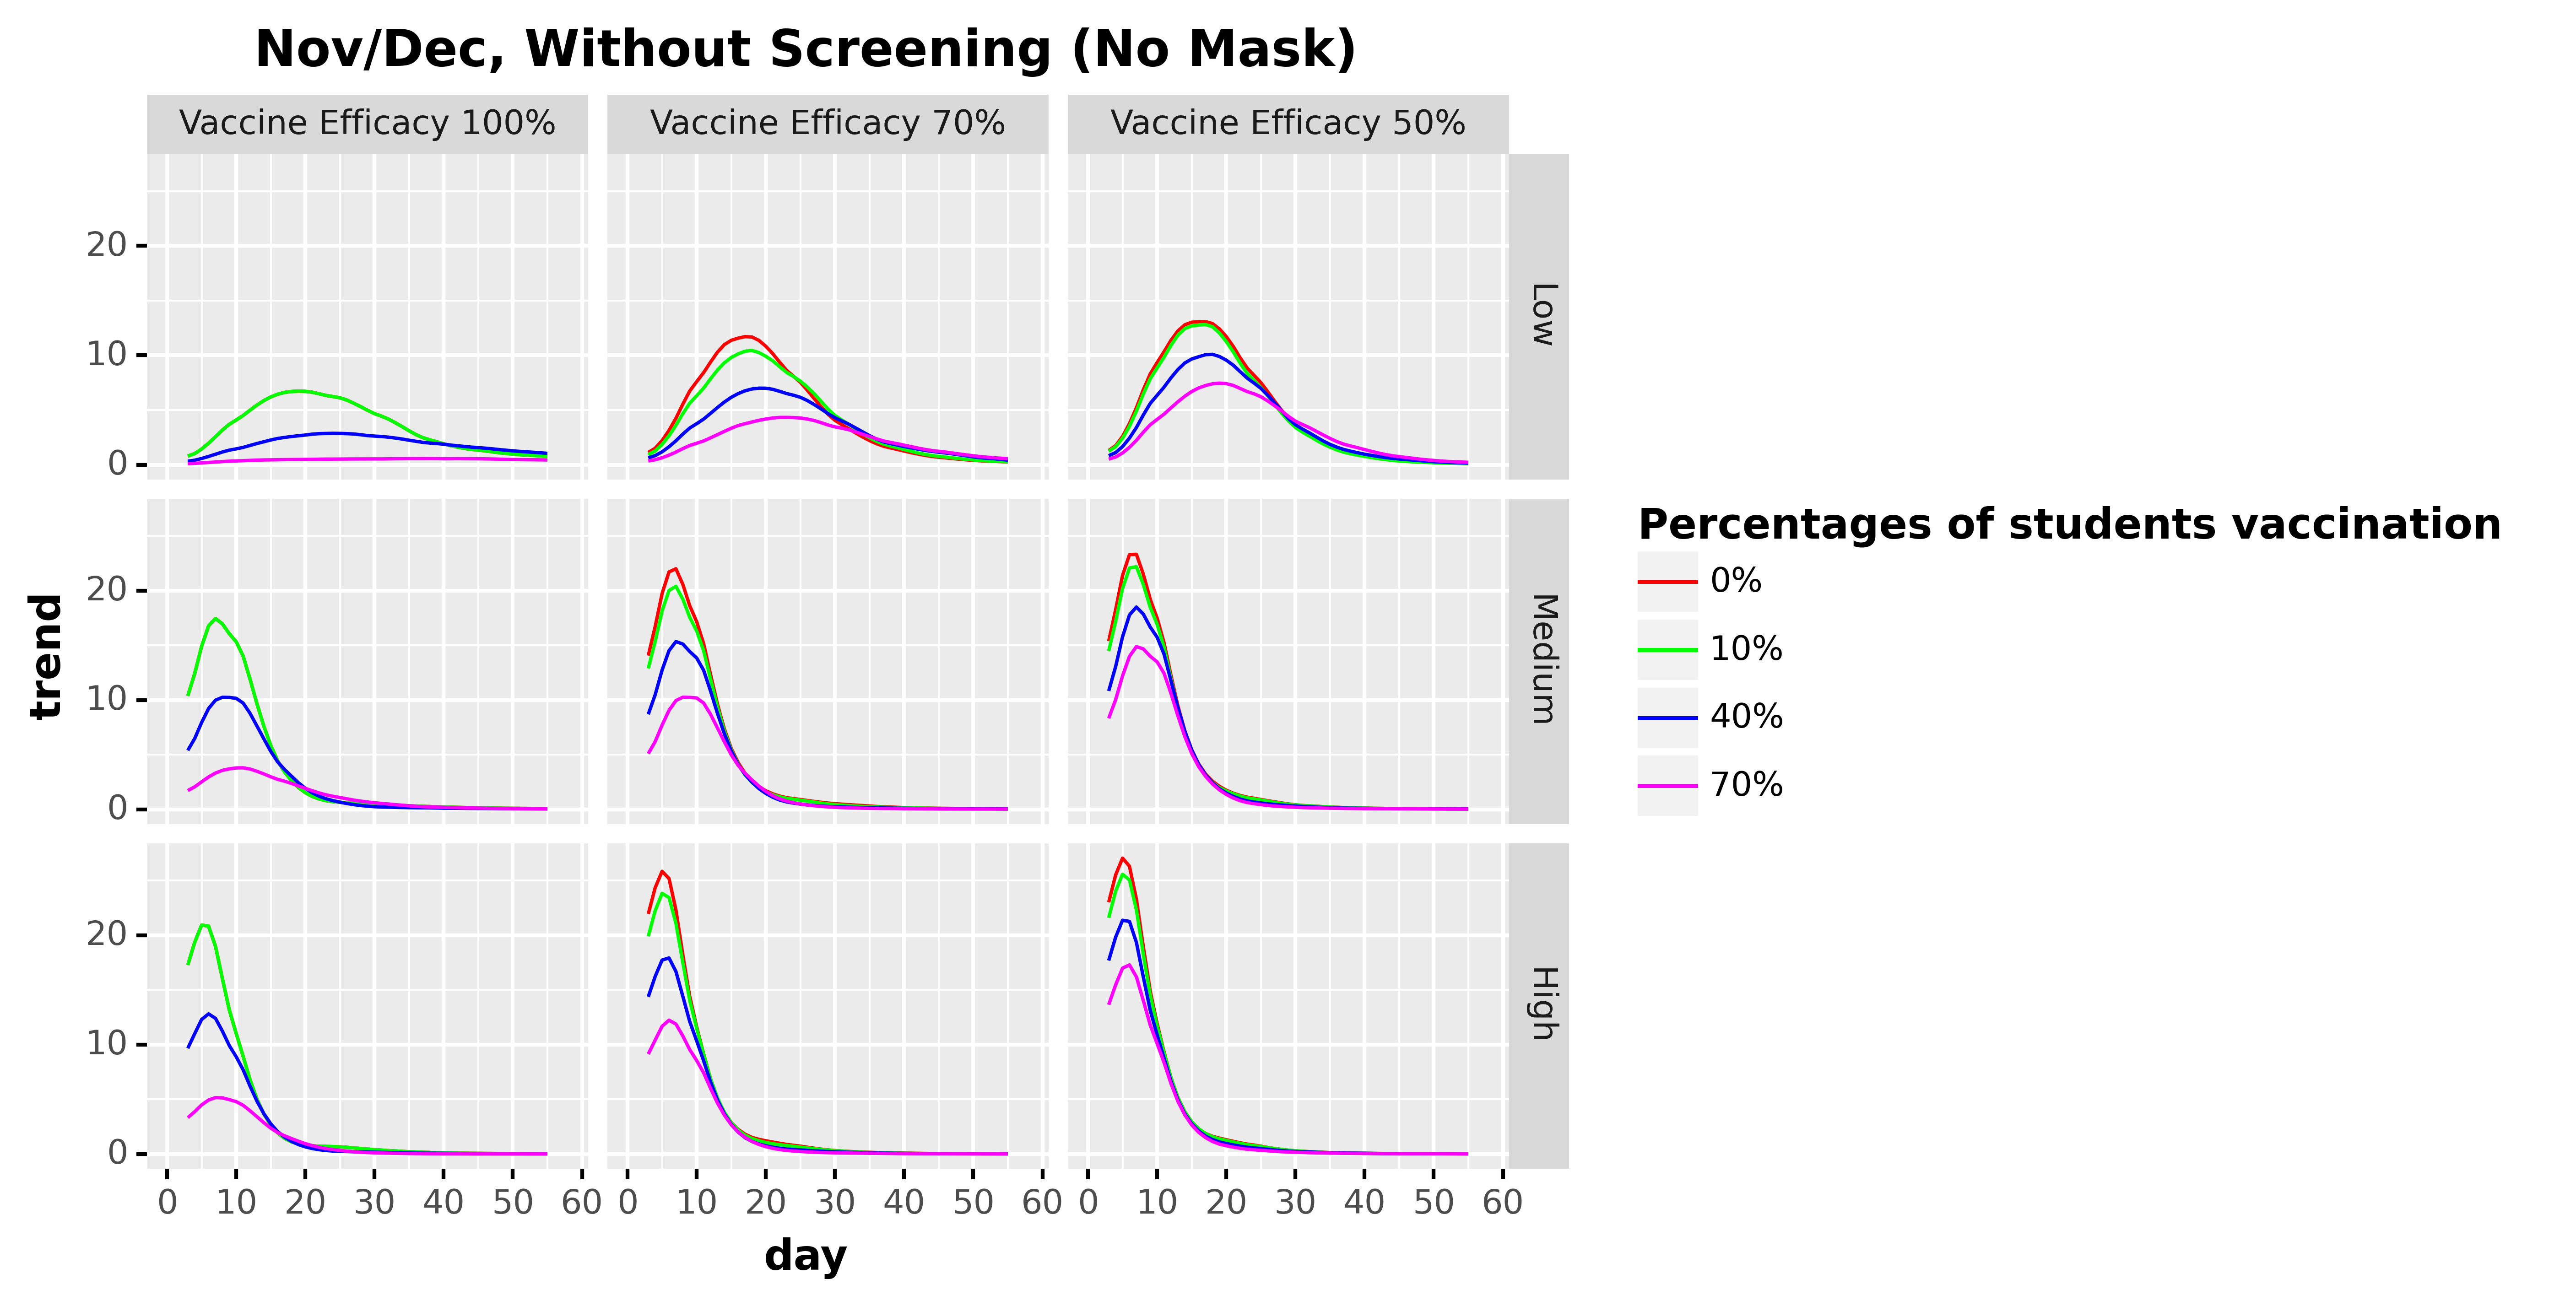 Nov/Dec, Without Screening (No Mask)
Vaccine Efficacy 100%
Vaccine Efficacy 70%
Vaccine Efficacy 50%
20
10
0
Low
trend
20
10
0
Medium
20
10
0
High
0 10 20 30 40 50 60
0 10 20 30 40 50 60
0 10 20 30 40 50 60
day
Percentages of students vaccination
0%
10%
40%
70%